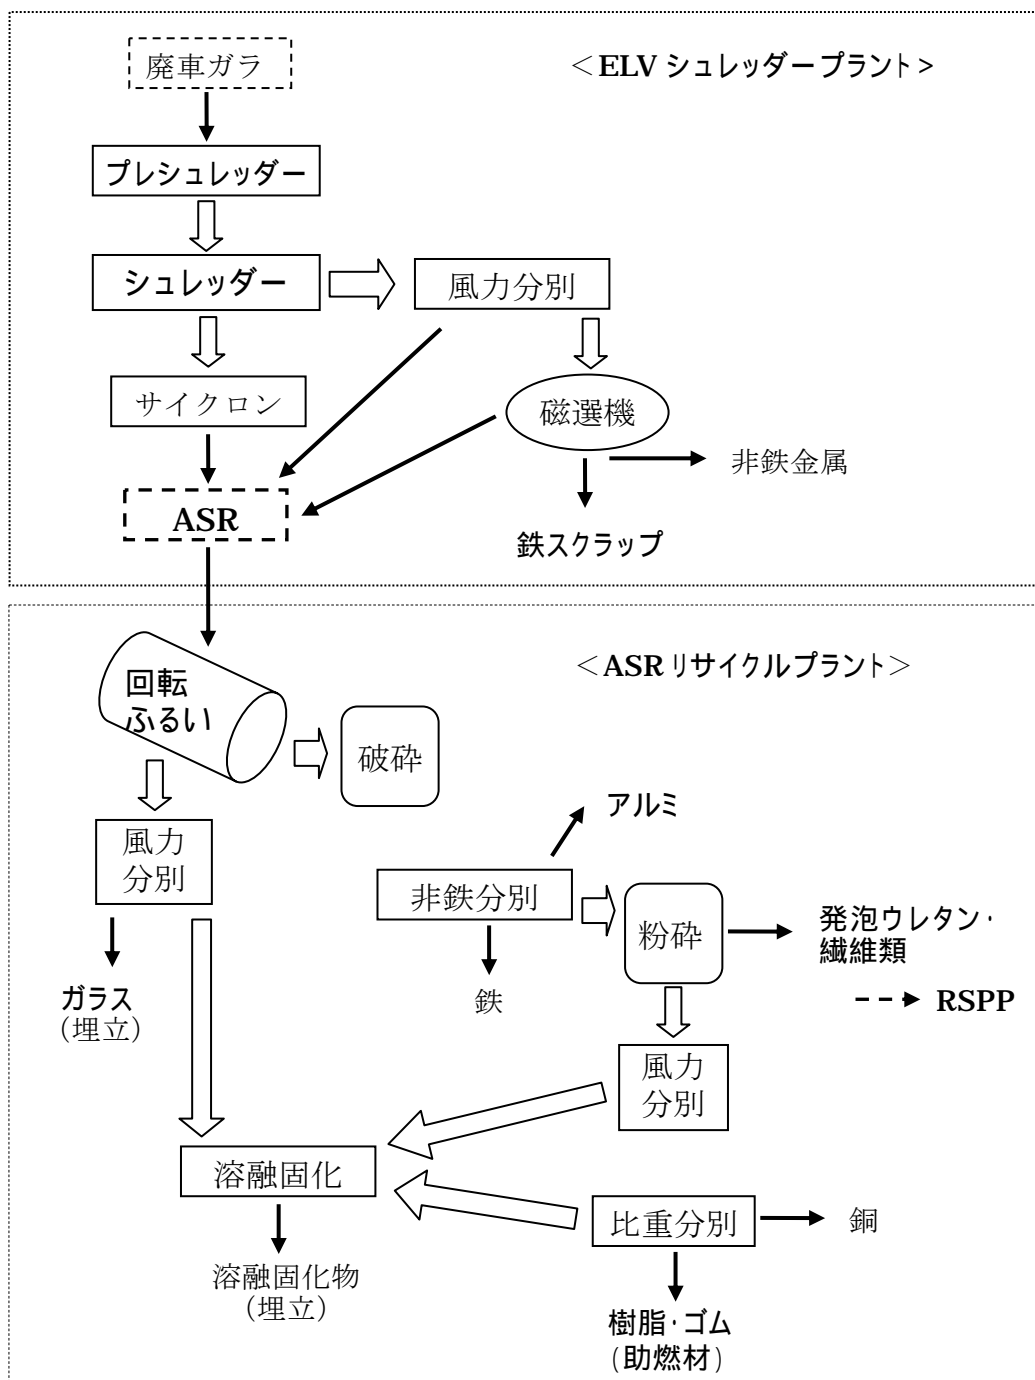 廃車ガラ
＜ELV シュレッダープラント>
プレシュレッダー
シュレッダー
風力分別
サイクロン
磁選機
非鉄金属
ASR
鉄スクラップ
＜ASR リサイクルプラント＞
回転
ふるい
破砕
アルミ
風力
分別
非鉄分別
粉砕
発泡ウレタン・
繊維類
ガラス
(埋立)
鉄
RSPP
風力
分別
溶融固化
比重分別
銅
溶融固化物
(埋立)
樹脂・ゴム
(助燃材)